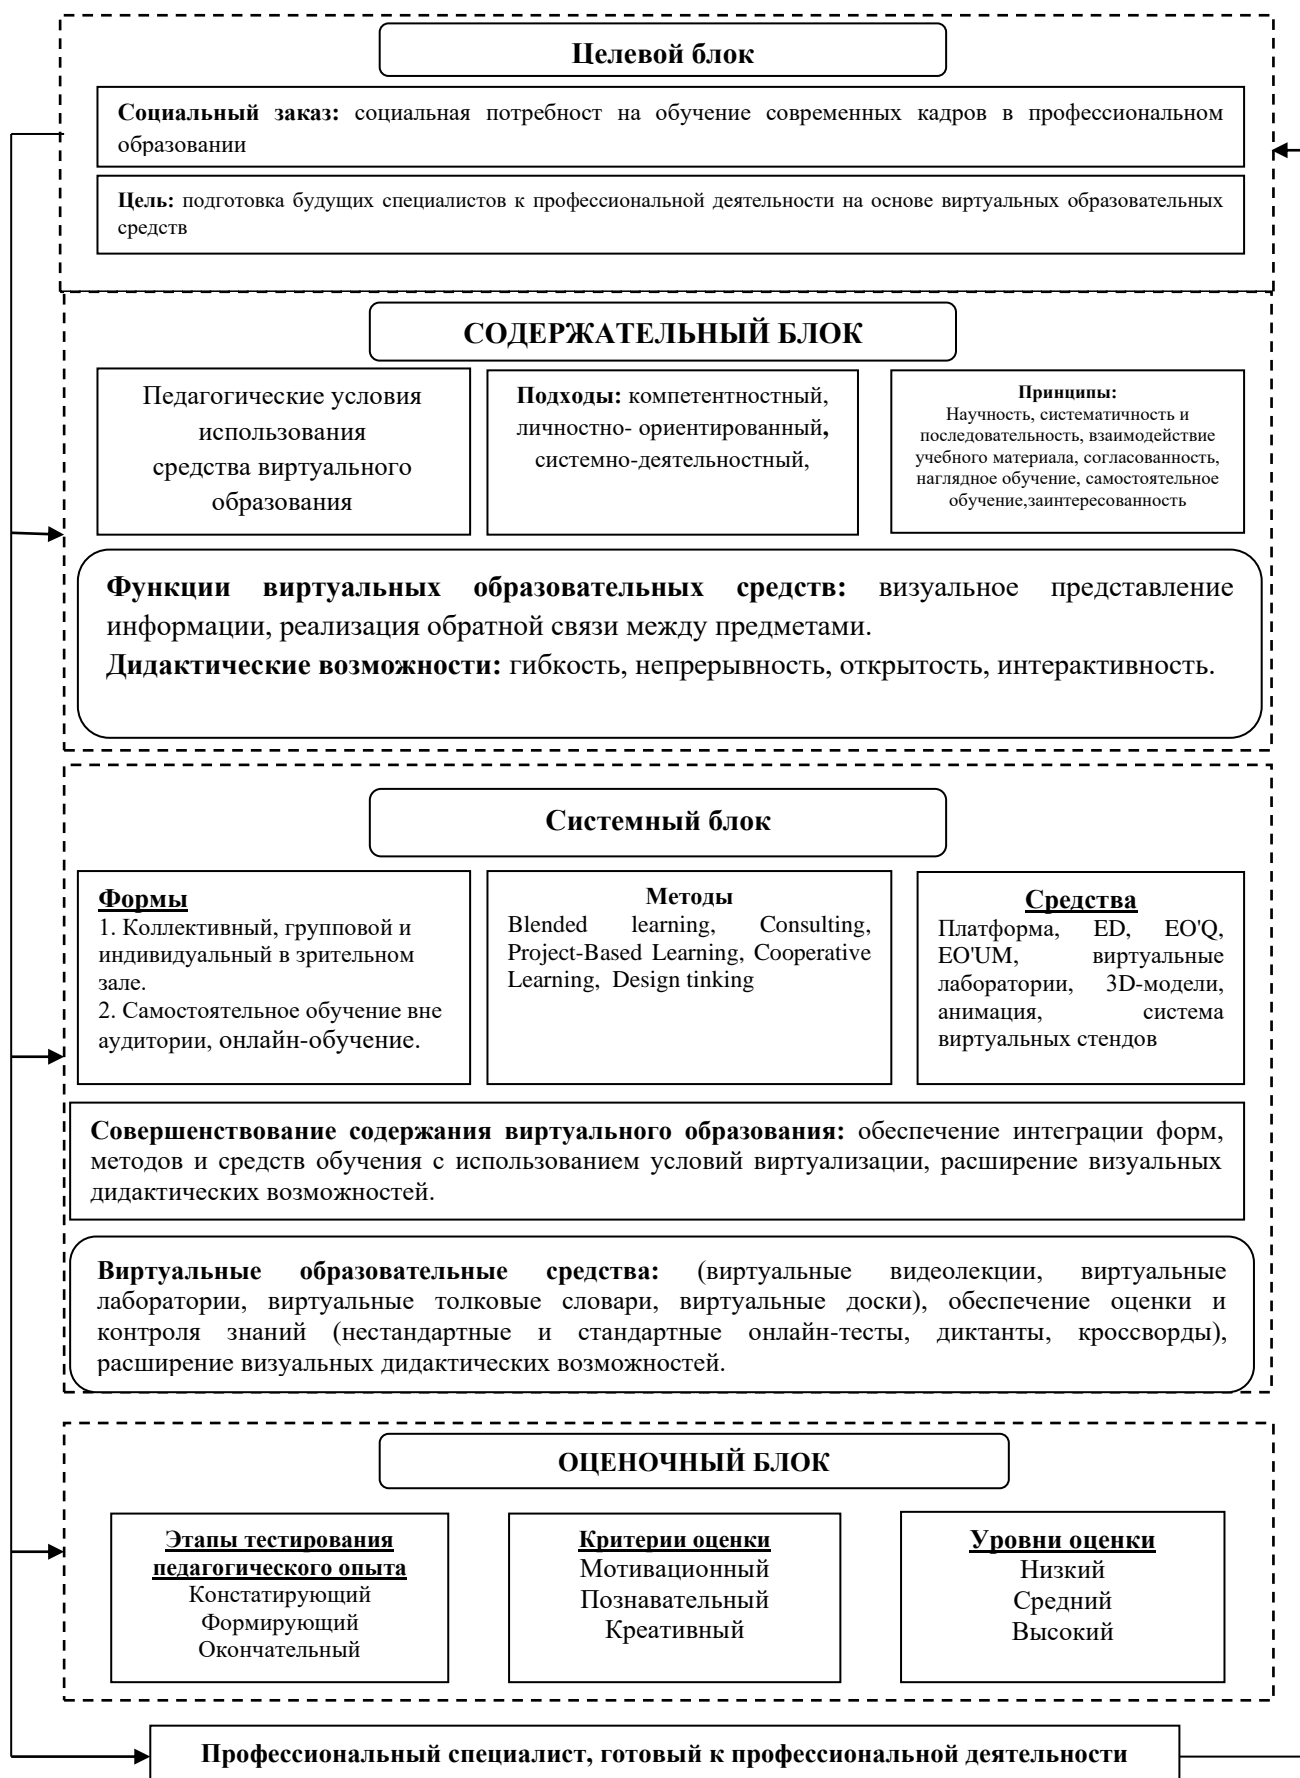 Целевой блок
Социальный заказ: социальная потребност на обучение современных кадров в профессиональном
образовании
Цель: подготовка будущих специалистов к профессиональной деятельности на основе виртуальных образовательных
средств
СОДЕРЖАТЕЛЬНЫЙ БЛОК
Педагогические условия
использования
средства виртуального
образования
Подходы: компетентностный,
личностно- ориентированный,
системно-деятельностный,
Принципы:
Научность, систематичность и
последовательность, взаимодействие
учебного материала, согласованность,
наглядное обучение, самостоятельное
обучение,заинтересованность
Функции виртуальных образовательных средств: визуальное представление
информации, реализация обратной связи между предметами.
Дидактические возможности: гибкость, непрерывность, открытость, интерактивность.
Системный блок
Формы
1. Коллективный, групповой и
индивидуальный в зрительном
зале.
2. Самостоятельное обучение вне
аудитории, онлайн-обучение.
Методы
Blended learning, Consulting,
Project-Based Learning, Cooperative
Learning, Design tinking
Средства
Платформа, ED, EO'Q,
EO'UM, виртуальные
лаборатории, 3D-модели,
анимация, система
виртуальных стендов
Совершенствование содержания виртуального образования: обеспечение интеграции форм,
методов и средств обучения с использованием условий виртуализации, расширение визуальных
дидактических возможностей.
Виртуальные образовательные средства: (виртуальные видеолекции, виртуальные
лаборатории, виртуальные толковые словари, виртуальные доски), обеспечение оценки и
контроля знаний (нестандартные и стандартные онлайн-тесты, диктанты, кроссворды),
расширение визуальных дидактических возможностей.
ОЦЕНОЧНЫЙ БЛОК
Этапы тестирования
педагогического опыта
Констатирующий
Формирующий
Окончательный
Критерии оценки
Мотивационный
Познавательный
Креативный
Уровни оценки
Низкий
Средний
Высокий
Профессиональный специалист, готовый к профессиональной деятельности